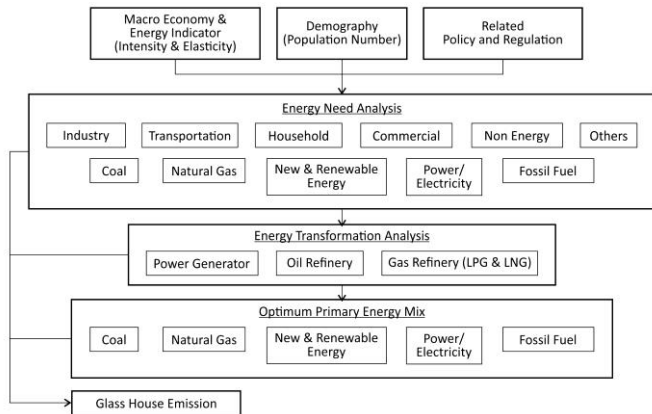 Macro Economy &
Energy Indicator
(Intensity & Elasticity)
Demography
(Population Number)
Related
Policy and Regulation
Energy Need Analysis
Industry
Transportation
Household
Commercial
Non Energy
Others
Coal
Natural Gas
New & Renewable
Energy
Power/
Electricity
Fossil Fuel
Energy Transformation Analysis
Power Generator
Oil Refinery
Gas Refinery (LPG & LNG)
Optimum Primary Energy Mix
Coal
Natural Gas
New & Renewable
Energy
Power/
Electricity
Fossil Fuel
Glass House Emission